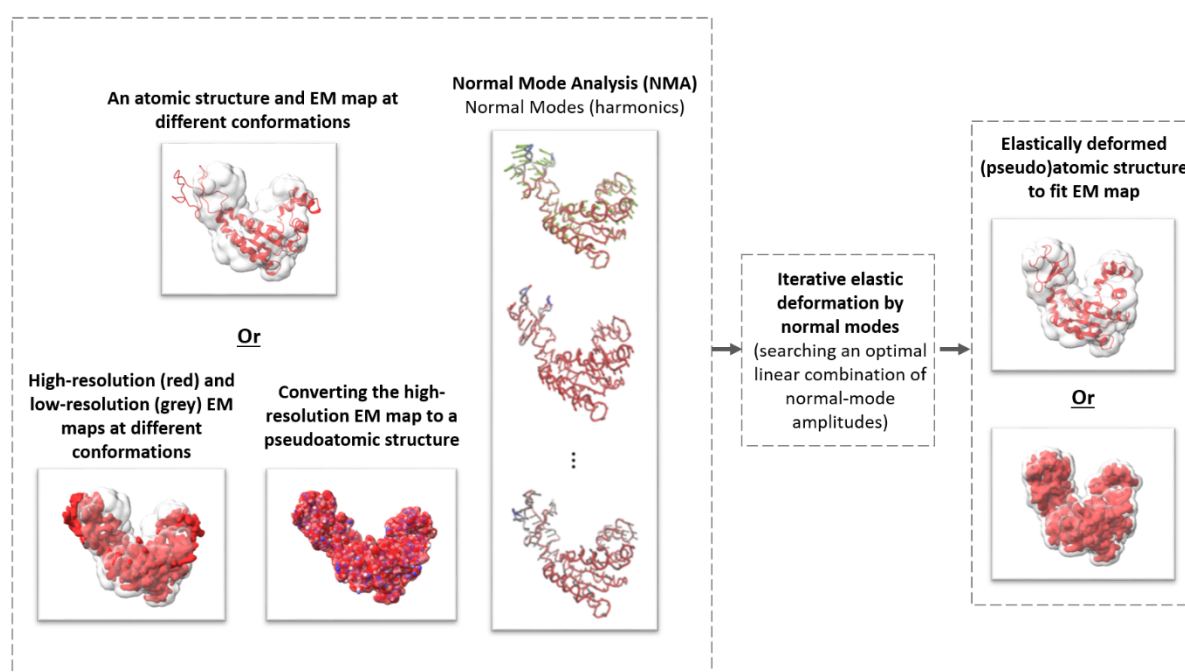 An atomic structure and EM map at
different conformations
Or
High-resolution (red) and
low-resolution (grey) EM
maps at different
conformations
Converting the high-
resolution EM map to a
pseudoatomic structure
Normal Mode Analysis (NMA)
Normal Modes (harmonics)
...
Iterative elastic
deformation by
normal modes
(searching an optimal
linear combination of
normal-mode
amplitudes)
Elastically deformed
(pseudo)atomic structure
to fit EM map
Or